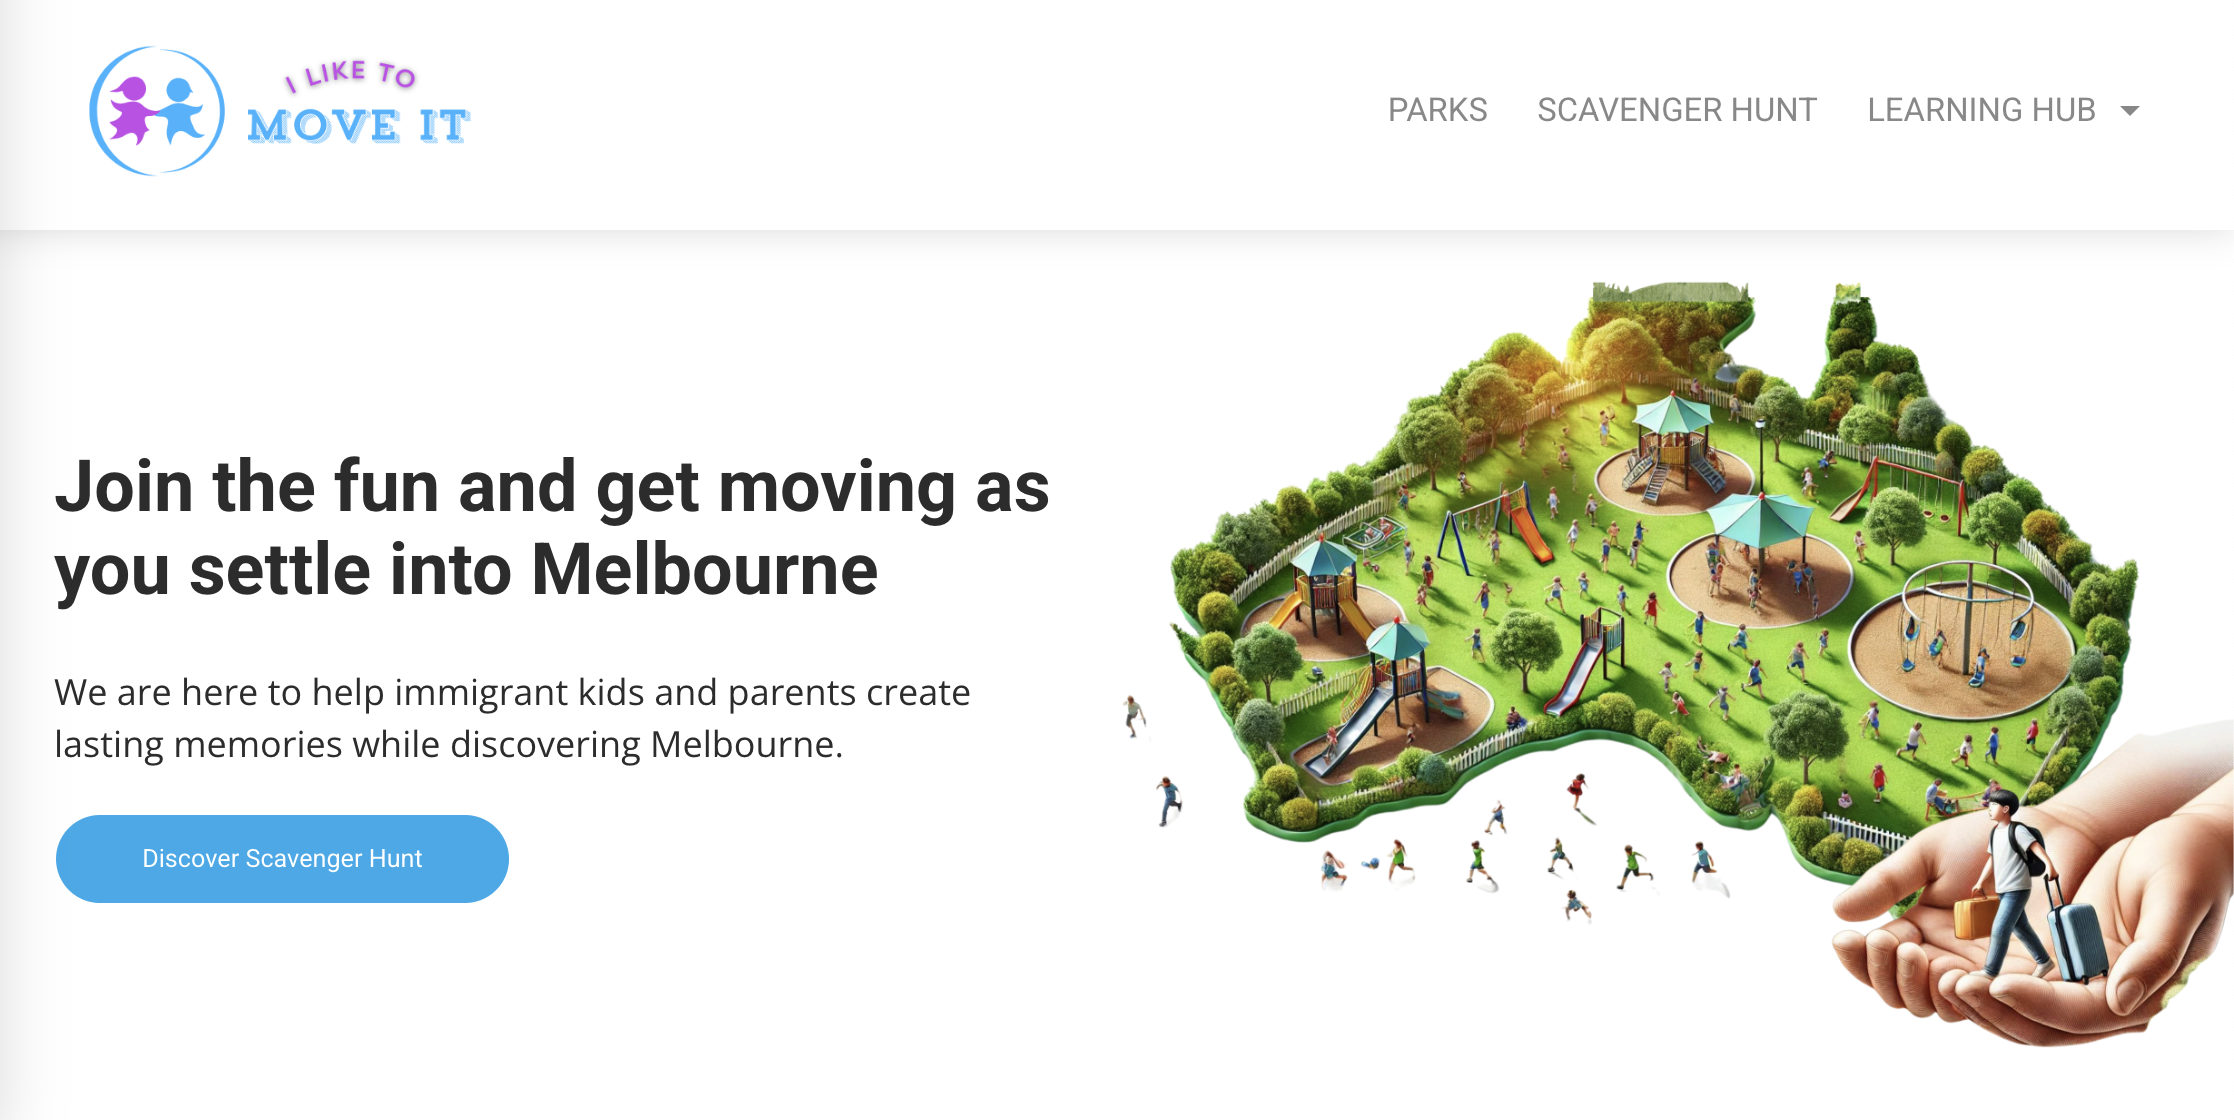 I LIKE TO
MOVE IT
PARKS SCAVENGER HUNT LEARNING HUB
Join the fun and get moving as
you settle into Melbourne
We are here to help immigrant kids and parents create
lasting memories while discovering Melbourne.
Discover Scavenger Hunt